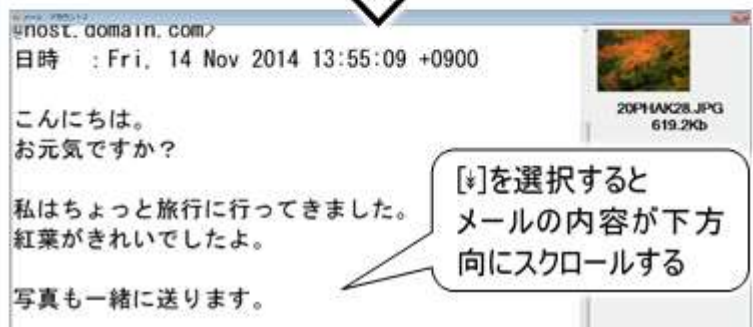 @host.domain.com>
日時 :Fri, 14 Nov 2014 13:55:09 +0900
こんにちは。
お元気ですか?
私はちょっと旅行に行ってきました。
紅葉がきれいでしたよ。
写真も一緒に送ります。
20PHAK28.JPG
619.2Kb
[↡]を選択すると
メールの内容が下方
向にスクロールする